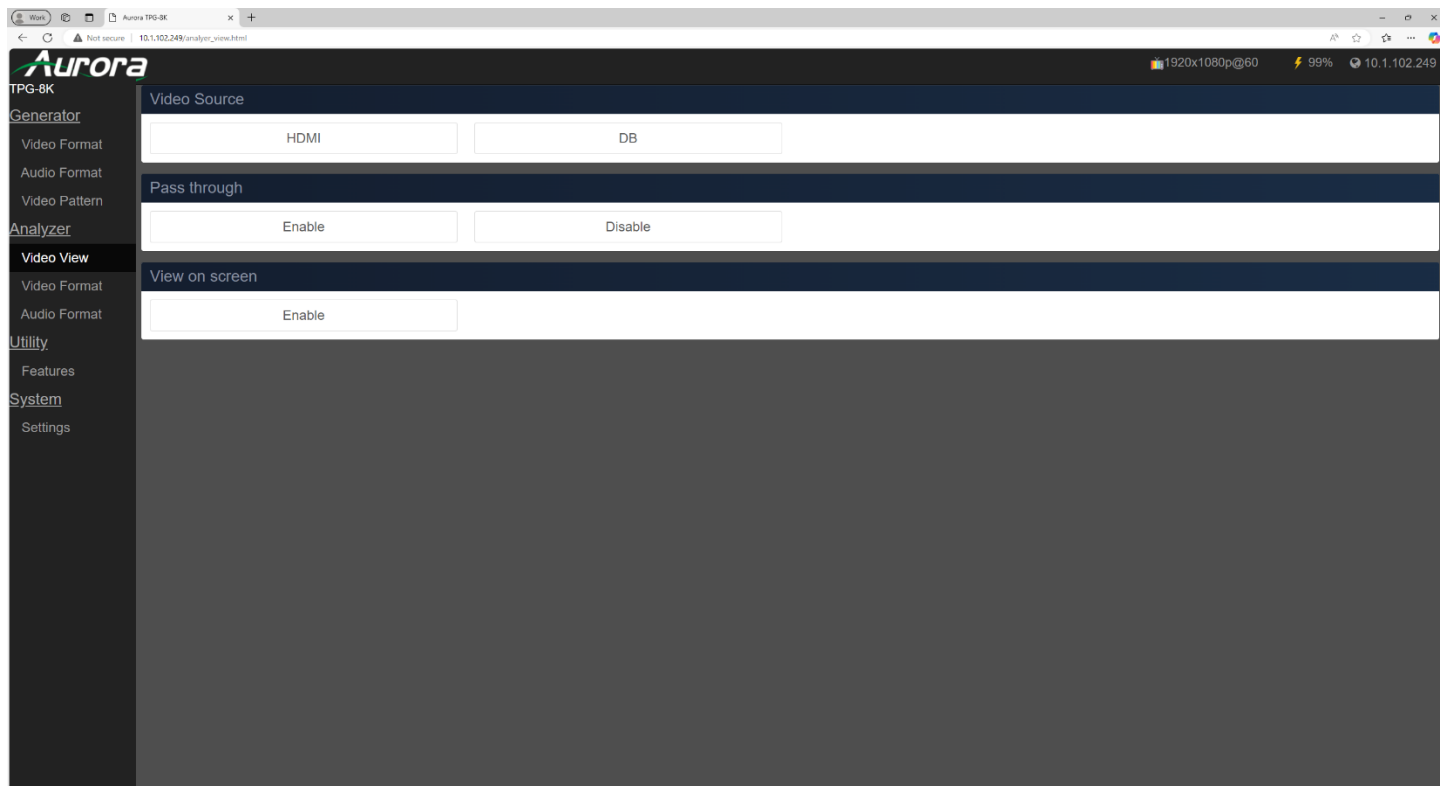 Work
Aurora TPG-8K
Not secure
10.1.102.249/analyer_view.html
Aurora
1920x1080p@60
99%
10.1.102.249
TPG-8K
Generator
Video Format
Audio Format
Video Pattern
Analyzer
Video View
Video Format
Audio Format
Utility
Features
System
Settings
Video Source
HDMI
DB
Pass through
Enable
Disable
View on screen
Enable